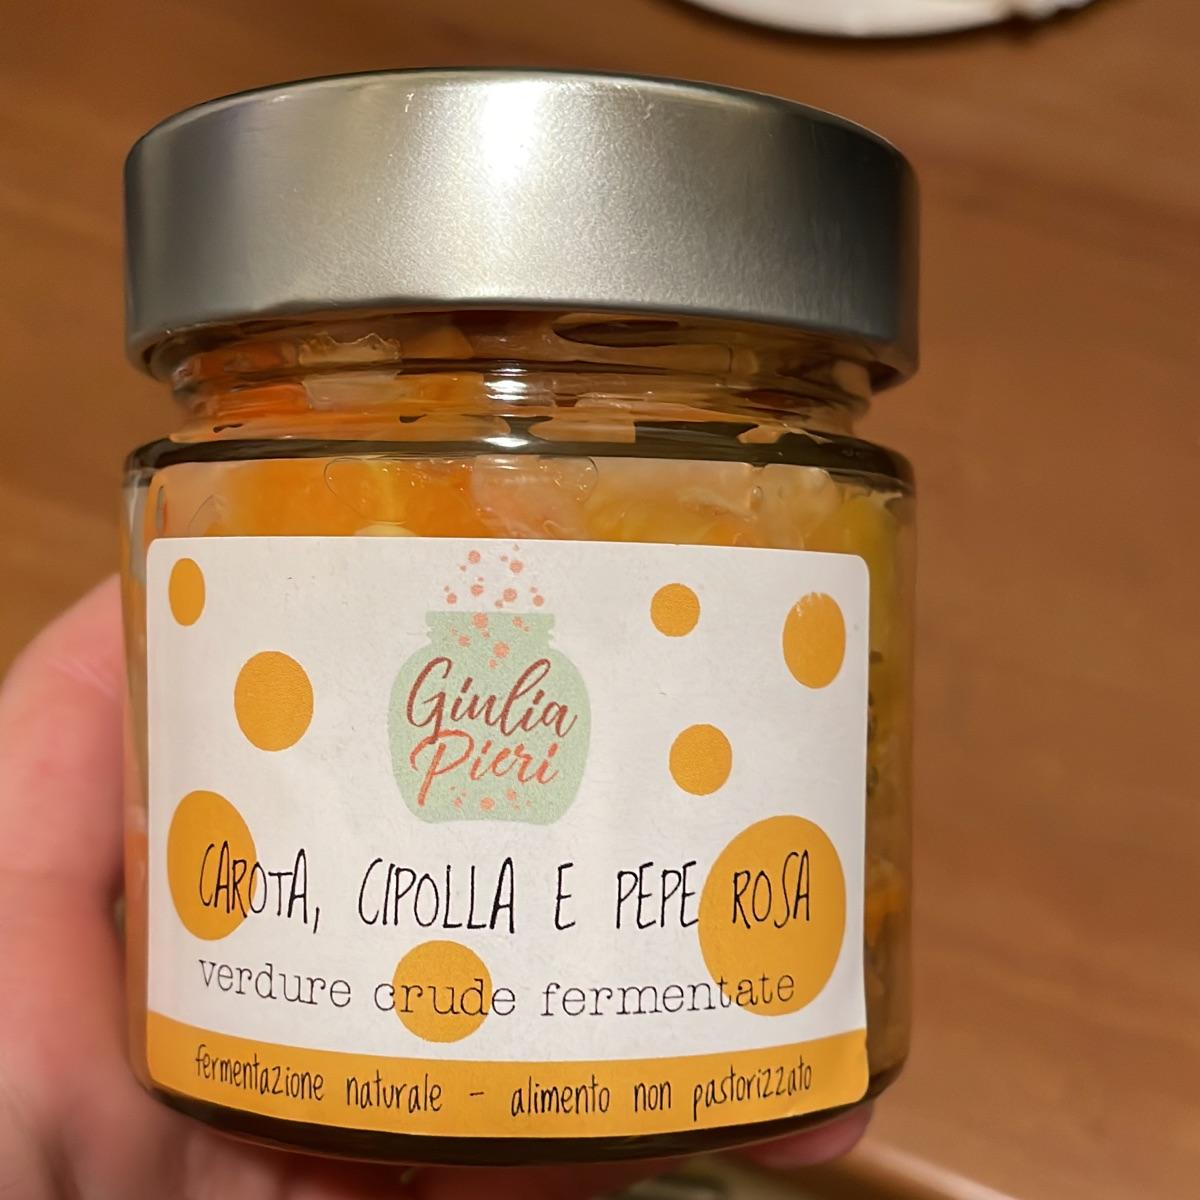 Giulia
Pieri
CAROTA, CIPOLLA E PEPE ROSA
verdure crude fermentate
fermentazione naturale - alimento non pastorizzato